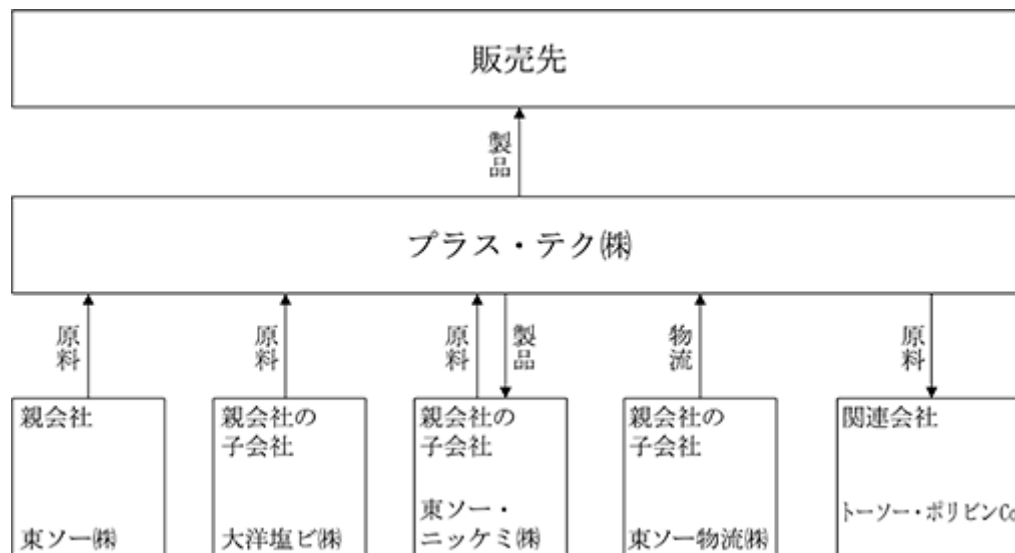 販売先
製品
プラス・テク㈱
原料
原料
原料
製品
物流
原料
親会社
東ソー㈱
親会社の
子会社
大洋塩ビ㈱
親会社の
子会社
東ソー・
ニッケミ㈱
親会社の
子会社
東ソー物流㈱
関連会社
トーソー・ポリビンCo